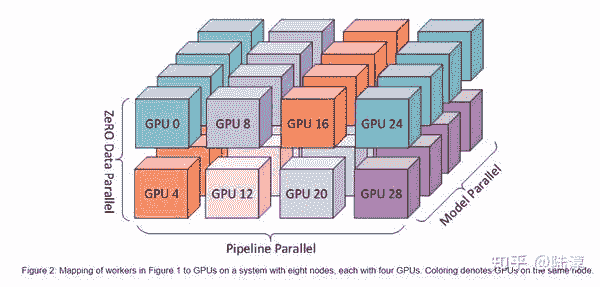 ZeRO Data Parallel
GPU 0 GPU 8 GPU 16 GPU 24
GPU 4 GPU 12 GPU 20 GPU 28
Pipeline Parallel
Model Parallel
知乎 @昧漾
Figure 2: Mapping of workers in Figure 1 to GPUs on a system with eight nodes, each with four GPUs. Coloring denotes GPUs on the same node.